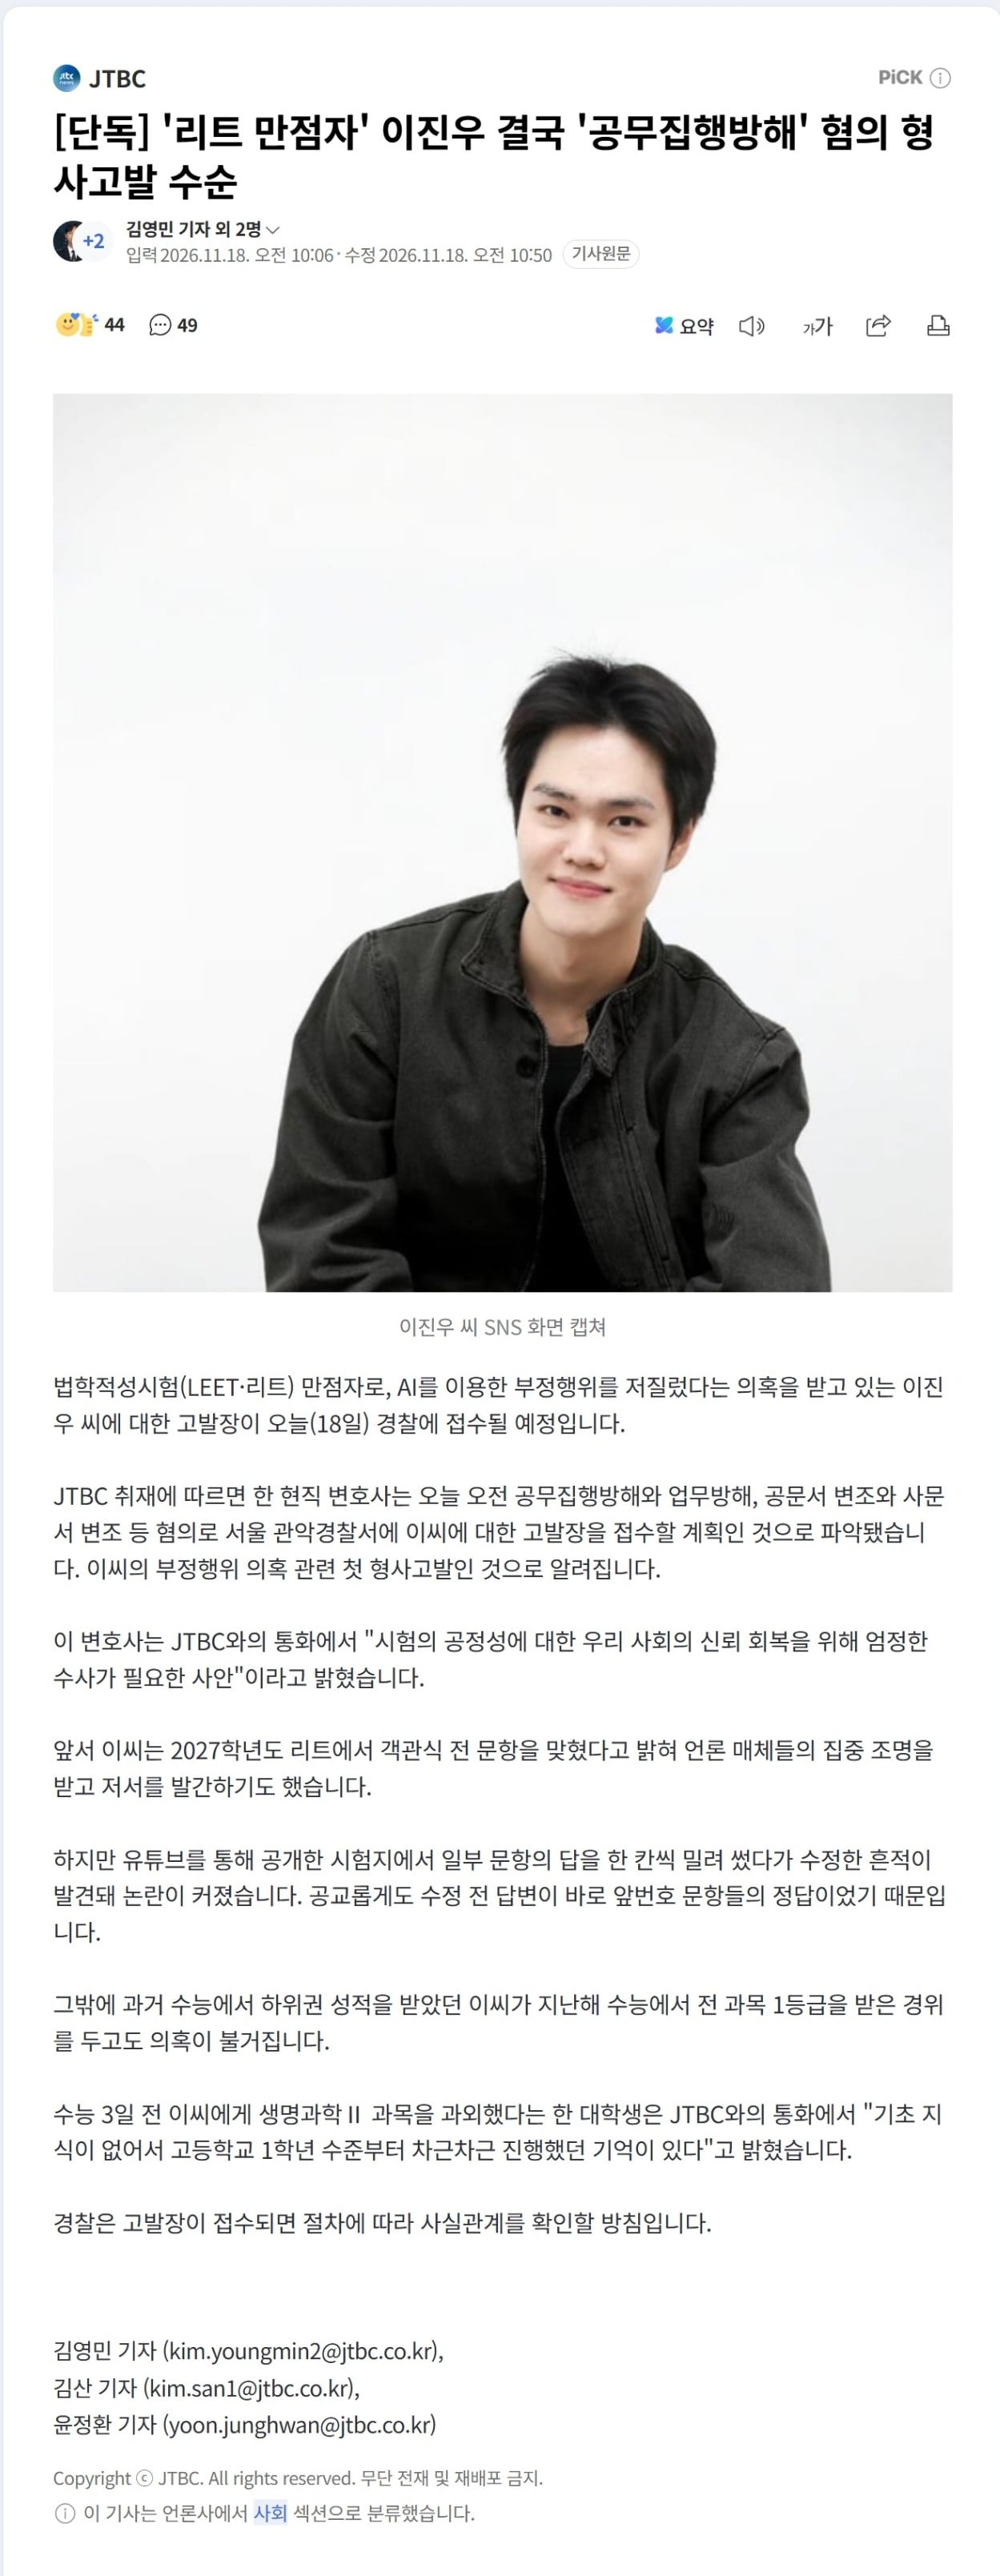 jtbc
news
JTBC
PiCK
[단독] '리트 만점자' 이진우 결국 '공무집행방해' 혐의 형
사고발 수순
+2
김영민 기자 외 2명
입력 2026.11.18. 오전 10:06 · 수정 2026.11.18. 오전 10:50 기사원문
44 49
요약 가가
이진우 씨 SNS 화면 캡쳐
법학적성시험(LEET·리트) 만점자로, AI를 이용한 부정행위를 저질렀다는 의혹을 받고 있는 이진
우 씨에 대한 고발장이 오늘(18일) 경찰에 접수될 예정입니다.
JTBC 취재에 따르면 한 현직 변호사는 오늘 오전 공무집행방해와 업무방해, 공문서 변조와 사문
서 변조 등 혐의로 서울 관악경찰서에 이씨에 대한 고발장을 접수할 계획인 것으로 파악됐습니
다. 이씨의 부정행위 의혹 관련 첫 형사고발인 것으로 알려집니다.
이 변호사는 JTBC와의 통화에서 "시험의 공정성에 대한 우리 사회의 신뢰 회복을 위해 엄정한
수사가 필요한 사안"이라고 밝혔습니다.
앞서 이씨는 2027학년도 리트에서 객관식 전 문항을 맞혔다고 밝혀 언론 매체들의 집중 조명을
받고 저서를 발간하기도 했습니다.
하지만 유튜브를 통해 공개한 시험지에서 일부 문항의 답을 한 칸씩 밀려 썼다가 수정한 흔적이
발견돼 논란이 커졌습니다. 공교롭게도 수정 전 답변이 바로 앞번호 문항들의 정답이었기 때문입
니다.
그밖에 과거 수능에서 하위권 성적을 받았던 이씨가 지난해 수능에서 전 과목 1등급을 받은 경위
를 두고도 의혹이 불거집니다.
수능 3일 전 이씨에게 생명과학Ⅱ 과목을 과외했다는 한 대학생은 JTBC와의 통화에서 "기초 지
식이 없어서 고등학교 1학년 수준부터 차근차근 진행했던 기억이 있다"고 밝혔습니다.
경찰은 고발장이 접수되면 절차에 따라 사실관계를 확인할 방침입니다.
김영민 기자 (kim.youngmin2@jtbc.co.kr),
김산 기자 (kim.san1@jtbc.co.kr),
윤정환 기자 (yoon.junghwan@jtbc.co.kr)
Copyright ⓒ JTBC. All rights reserved. 무단 전재 및 재배포 금지.
이 기사는 언론사에서 사회 섹션으로 분류했습니다.